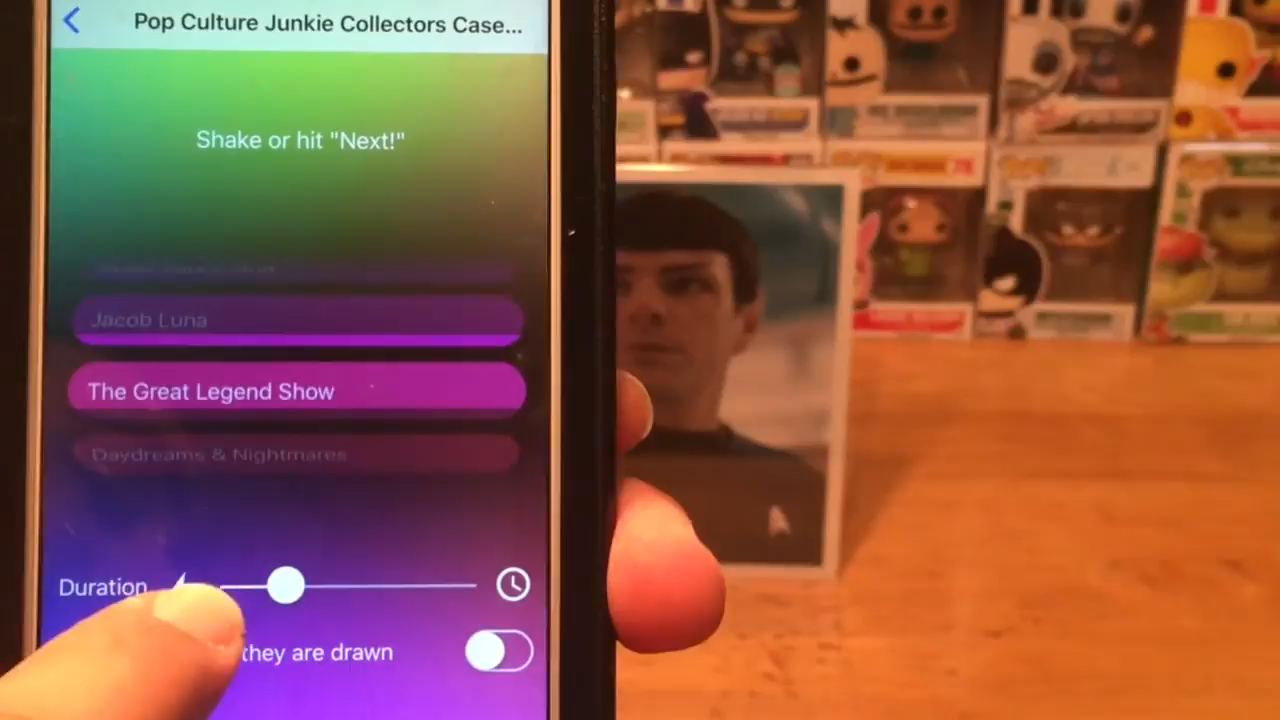 Pop Culture Junkie Collectors Case...
Shake or hit "Next!"
Jacob Luna
The Great Legend Show
Daydreams & Nightmares
Duration
they are drawn